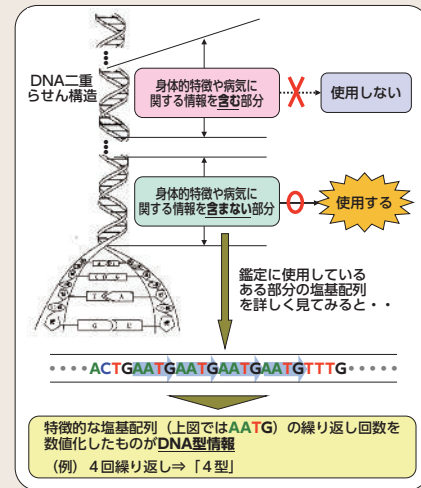 DNA二重
らせん構造
身体的特徴や病気に
関する情報を含む部分
使用しない
身体的特徴や病気に
関する情報を含まない部分
使用する
鑑定に使用している
ある部分の塩基配列
を詳しく見てみると・・
････ACTGAATGAATGAATGAATGTTTG･････
特徴的な塩基配列（上図ではAATG）の繰り返し回数を
数値化したものがDNA型情報
（例）４回繰り返し⇒「４型」